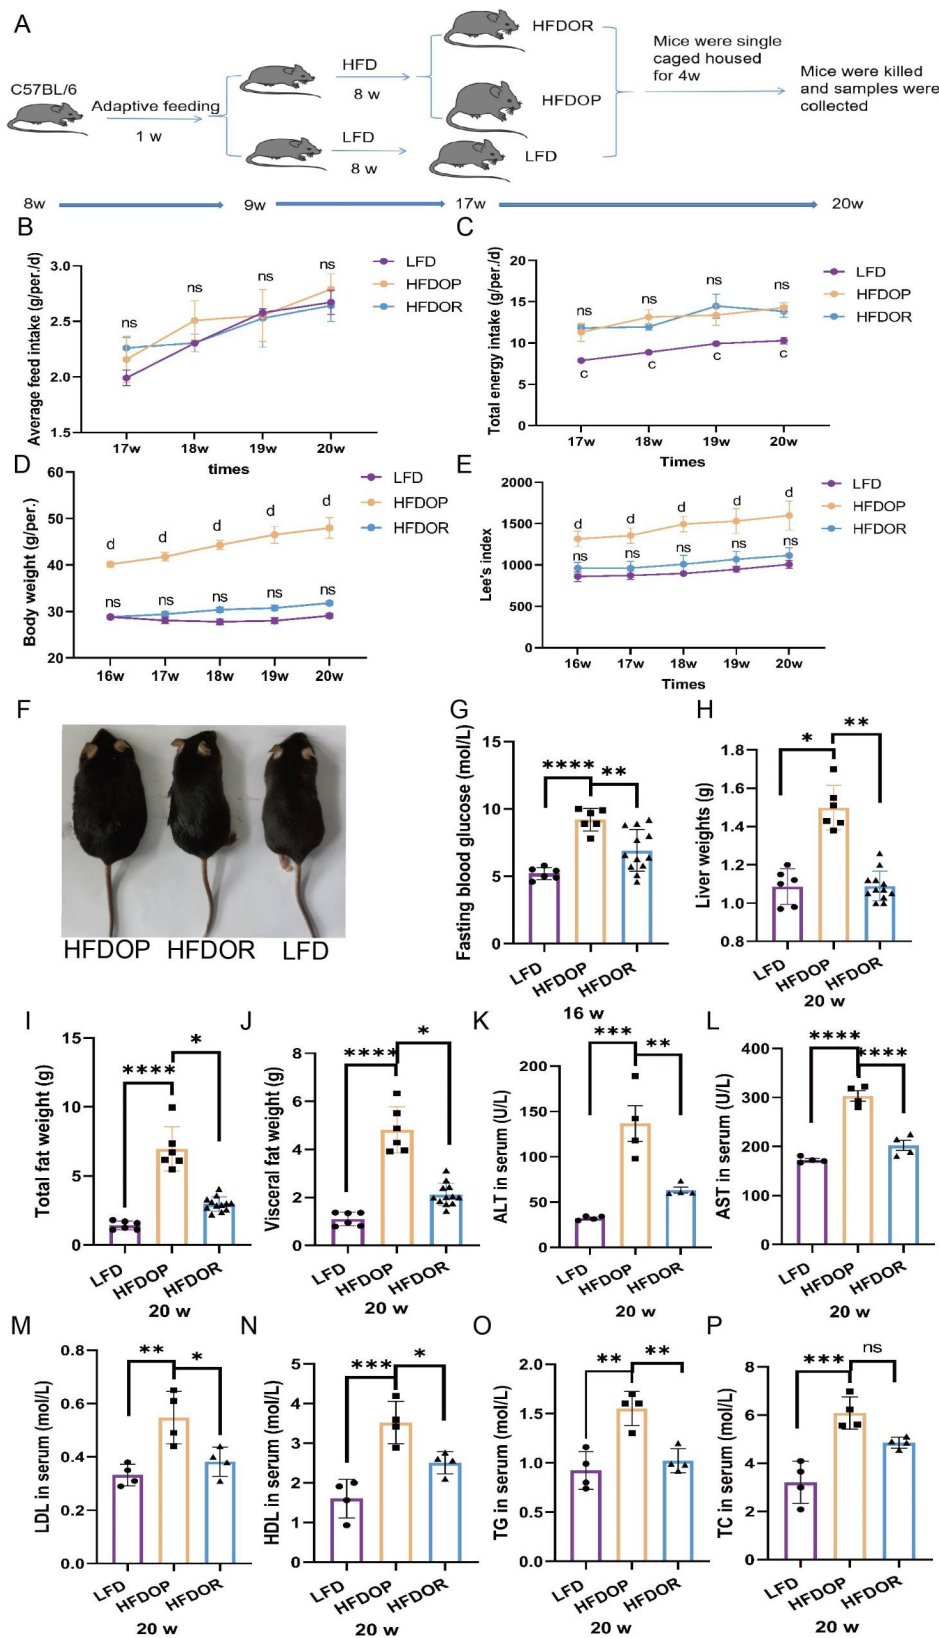 A
C57BL/6
Adaptive feeding
1 w
HFD
8 w
LFD
8 w
HFDOR
HFDOP
LFD
Mice were single
caged housed
for 4w
Mice were killed
and samples were
collected
8w
9w
17w
20w
B
Average feed intake (g/per./d)
3.0
2.5
2.0
1.5
ns
ns
ns
ns
17w
18w
19w
20w
times
LFD
HFDOP
HFDOR
C
Total energy intake (g/per./d)
20
15
10
5
0
ns
ns
ns
ns
c
c
c
c
17w
18w
19w
20w
Times
LFD
HFDOP
HFDOR
D
Body weight (g/per.)
60
50
40
30
20
d
d
d
d
d
ns
ns
ns
ns
ns
16w
17w
18w
19w
20w
LFD
HFDOP
HFDOR
E
Lee's index
2000
1500
1000
500
0
d
d
d
d
d
ns
ns
ns
ns
ns
16w
17w
18w
19w
20w
Times
LFD
HFDOP
HFDOR
F
HFDOP
HFDOR
LFD
G
Fasting blood glucose (mol/L)
15
10
5
0
****
**
LFD
HFDOP
HFDOR
16 w
H
Liver weights (g)
1.8
1.6
1.4
1.2
1.0
0.8
*
**
LFD
HFDOP
HFDOR
20 w
I
Total fat weight (g)
15
10
5
0
****
*
LFD
HFDOP
HFDOR
20 w
J
Visceral fat weight (g)
8
6
4
2
0
****
*
LFD
HFDOP
HFDOR
20 w
K
ALT in serum (U/L)
200
150
100
50
0
***
**
LFD
HFDOP
HFDOR
20 w
L
AST in serum (U/L)
400
300
200
100
0
****
****
LFD
HFDOP
HFDOR
20 w
M
LDL in serum (mol/L)
0.8
0.6
0.4
0.2
0.0
**
*
LFD
HFDOP
HFDOR
20 w
N
HDL in serum (mol/L)
5
4
3
2
1
0
***
*
LFD
HFDOP
HFDOR
20 w
O
TG in serum (mol/L)
2.0
1.5
1.0
0.5
0.0
**
**
LFD
HFDOP
HFDOR
20 w
P
TC in serum (mol/L)
8
6
4
2
0
***
ns
LFD
HFDOP
HFDOR
20 w